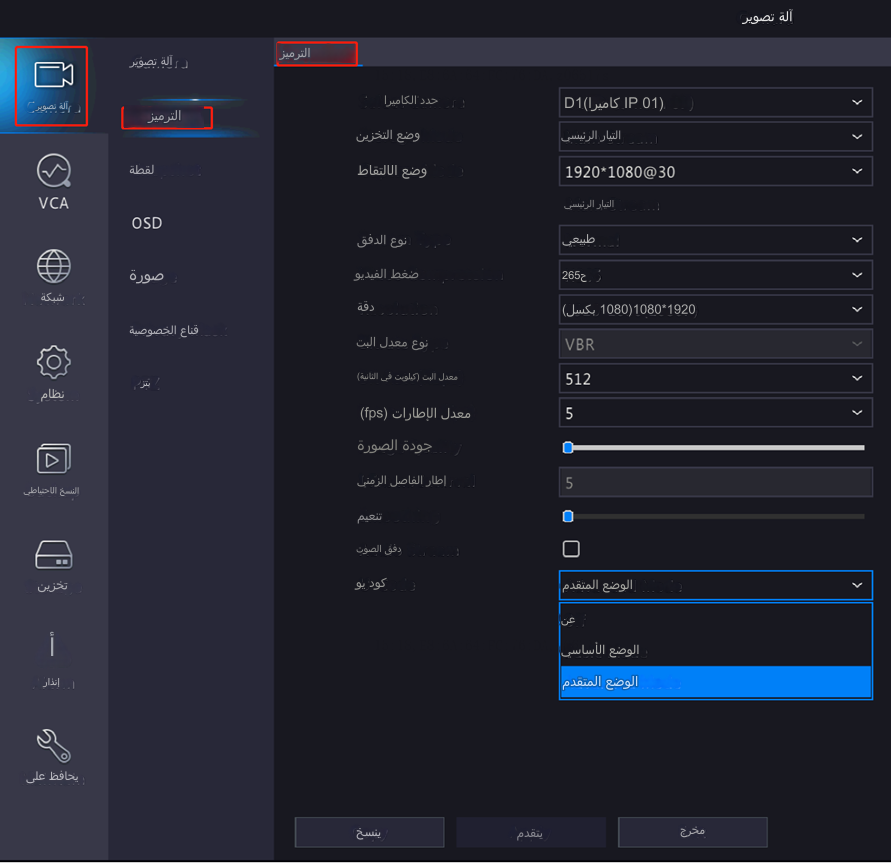 آلة تصوير
آلة تصوير
VCA
شبكة
نظام
النسخ الاحتياطي
تخزين
أ
إنذار
يحافظ على
آلة تصوير
الترميز
لقطة
OSD
صورة
قناع الخصوصية
يَتَزَ
الترميز
حدد الكاميرا D1(كاميرا IP 01)
وضع التخزين التيار الرئيسي
وضع الالتقاط 1920*1080@30
التيار الرئيسي
نوع الدفق طبيعي
ضغط الفيديو ح265
دقة 1920*1080(1080 بكسل)
نوع معدل البت VBR
معدل البت (كيلوبت في الثانية) 512
معدل الإطارات (fps) 5
جودة الصورة
إطار الفاصل الزمني 5
تنعيم
دفق الصوت
كود يو الوضع المتقدم
عن
الوضع الأساسي
الوضع المتقدم
ينسخ يتقدم مخرج